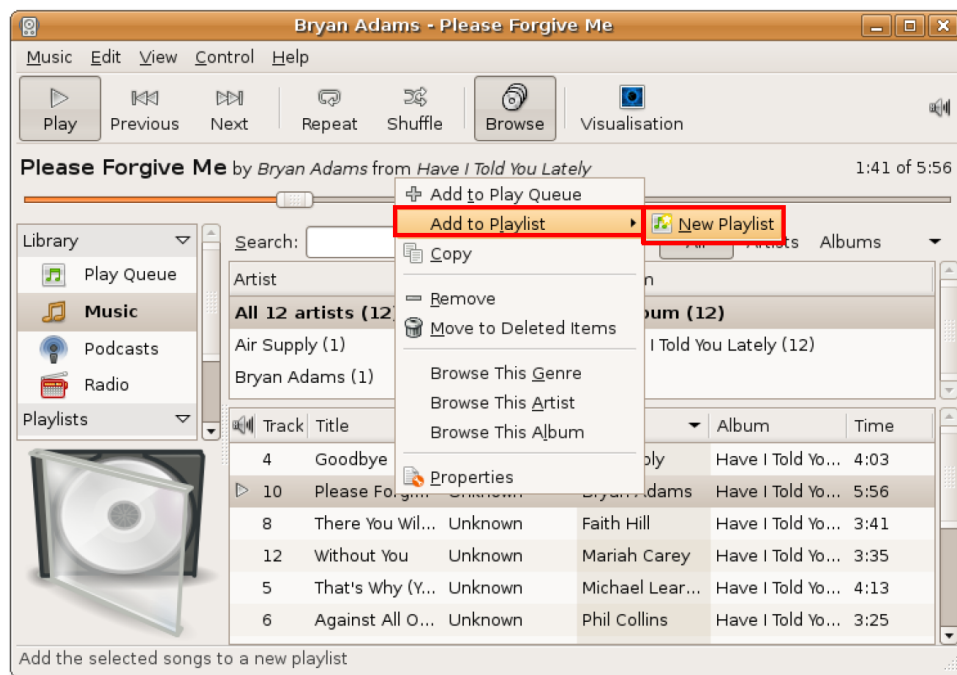 Bryan Adams - Please Forgive Me
Music Edit View Control Help
Play Previous Next Repeat Shuffle Browse Visualisation
Please Forgive Me by Bryan Adams from Have I Told You Lately 1:41 of 5:56
Add to Play Queue
Add to Playlist New Playlist
Copy
Remove
Move to Deleted Items
Browse This Genre
Browse This Artist
Browse This Album
Properties
Library
Play Queue
Music
Podcasts
Radio
Playlists
Search: All Artists Albums
Artist
All 12 artists (12)
Air Supply (1)
Bryan Adams (1)
(12)
I Told You Lately (12)
Track Title Album Time
4 Goodbye Have I Told Yo... 4:03
10 Please Forgi... Unknown Bryan Adams Have I Told Yo... 5:56
8 There You Wil... Unknown Faith Hill Have I Told Yo... 3:41
12 Without You Unknown Mariah Carey Have I Told Yo... 3:35
5 That's Why (Y... Unknown Michael Lear... Have I Told Yo... 4:13
6 Against All O... Unknown Phil Collins Have I Told Yo... 3:25
Add the selected songs to a new playlist